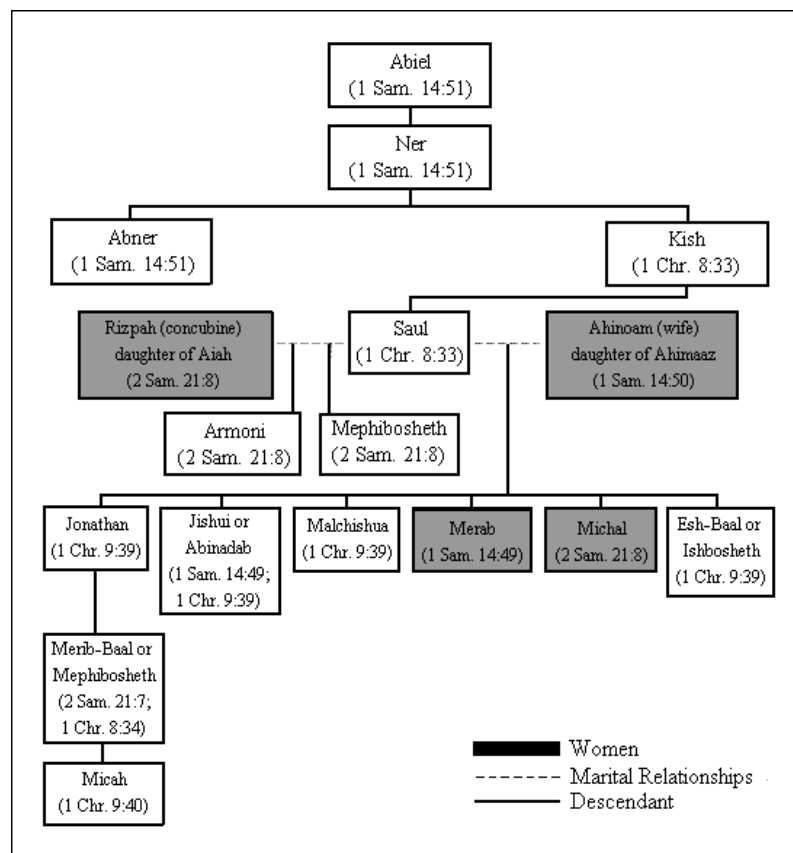 Abiel
(1 Sam. 14:51)
Ner
(1 Sam. 14:51)
Abner
(1 Sam. 14:51)
Kish
(1 Chr. 8:33)
Rizpah (concubine)
daughter of Aiah
(2 Sam. 21:8)
Saul
(1 Chr. 8:33)
Ahinoam (wife)
daughter of Ahimaaz
(1 Sam. 14:50)
Armoni
(2 Sam. 21:8)
Mephibosheth
(2 Sam. 21:8)
Jonathan
(1 Chr. 9:39)
Jishui or
Abinadab
(1 Sam. 14:49;
1 Chr. 9:39)
Malchishua
(1 Chr. 9:39)
Merab
(1 Sam. 14:49)
Michal
(2 Sam. 21:8)
Esh-Baal or
Ishbosheth
(1 Chr. 9:39)
Merib-Baal or
Mephibosheth
(2 Sam. 21:7;
1 Chr. 8:34)
Micah
(1 Chr. 9:40)
Women
Marital Relationships
Descendant